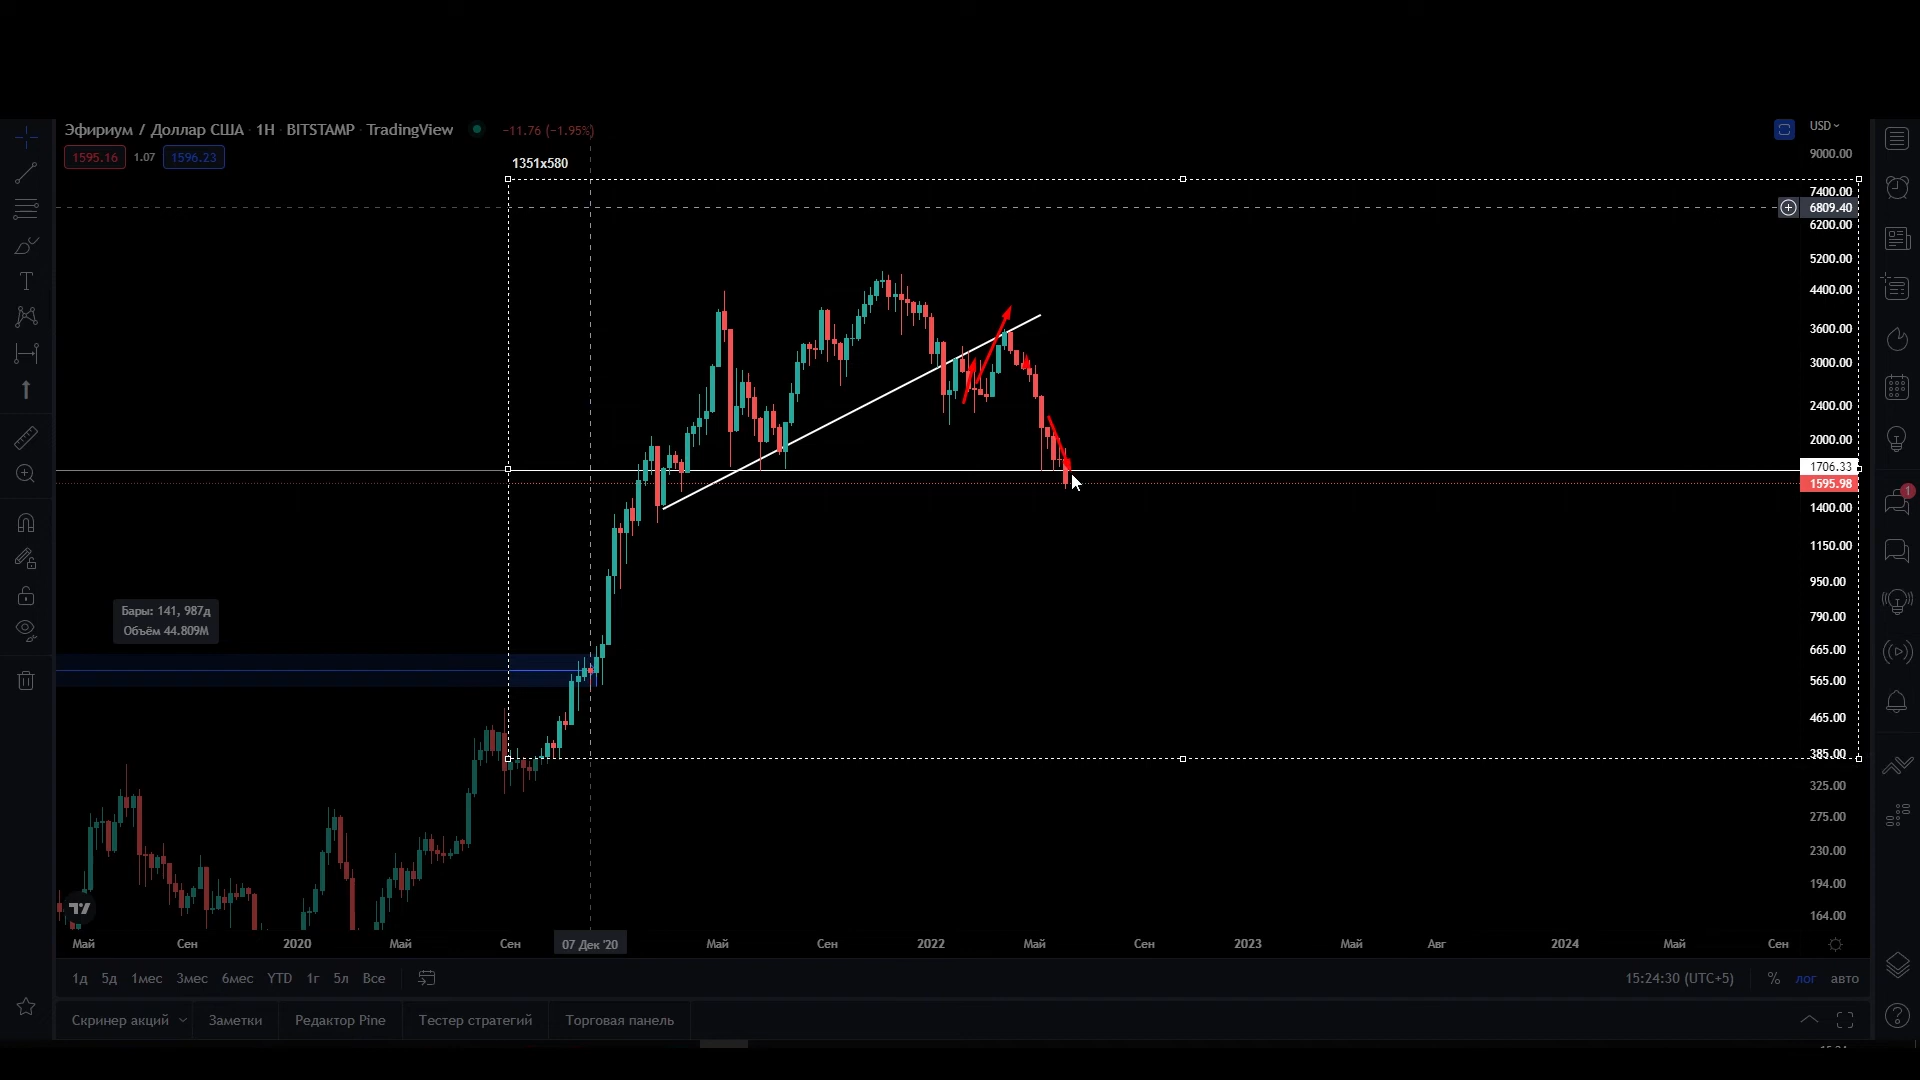 Эфириум / Доллар США · 1Н · BITSTAMP · TradingView
−11.76 (−1.95%)
USD
1595.16
1.07
1596.23
1351x580
9000.00
7400.00
6809.40
6200.00
5200.00
4400.00
3600.00
3000.00
2400.00
2000.00
1706.33
1595.98
1400.00
1150.00
950.00
790.00
665.00
565.00
465.00
385.00
325.00
275.00
230.00
194.00
164.00
1
Бары: 141, 987д
Объём 44.809M
Май
Сен
2020
Май
Сен
07 Дек '20
Май
Сен
2022
Май
Сен
2023
Май
Авг
2024
Май
Сен
1д 5д 1мес 3мес 6мес YTD 1г 5л Все
15:24:30 (UTC+5)
% лог авто
Скринер акций
Заметки
Редактор Pine
Тестер стратегий
Торговая панель